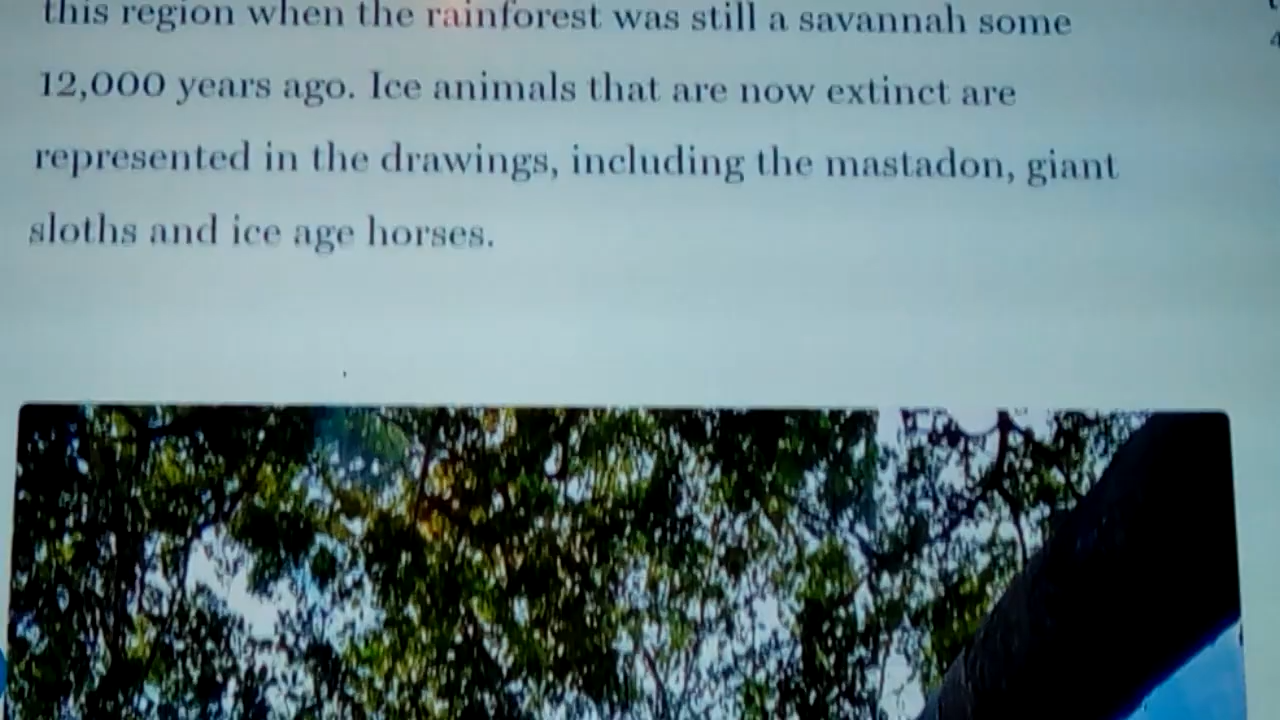 this region when the rainforest was still a savannah some
12,000 years ago. Ice animals that are now extinct are
represented in the drawings, including the mastadon, giant
sloths and ice age horses.